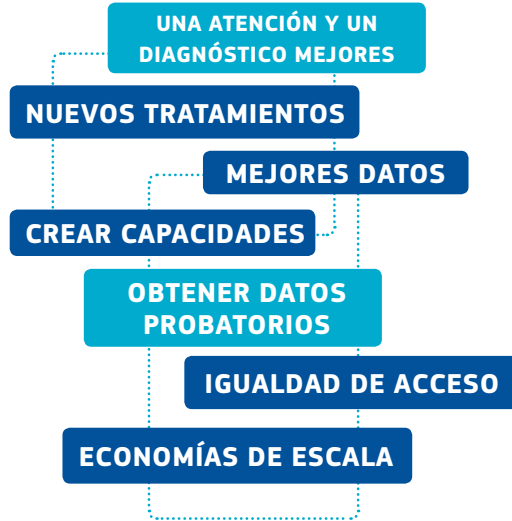 UNA ATENCIÓN Y UN
DIAGNÓSTICO MEJORES
NUEVOS TRATAMIENTOS
MEJORES DATOS
CREAR CAPACIDADES
OBTENER DATOS
PROBATORIOS
IGUALDAD DE ACCESO
ECONOMÍAS DE ESCALA